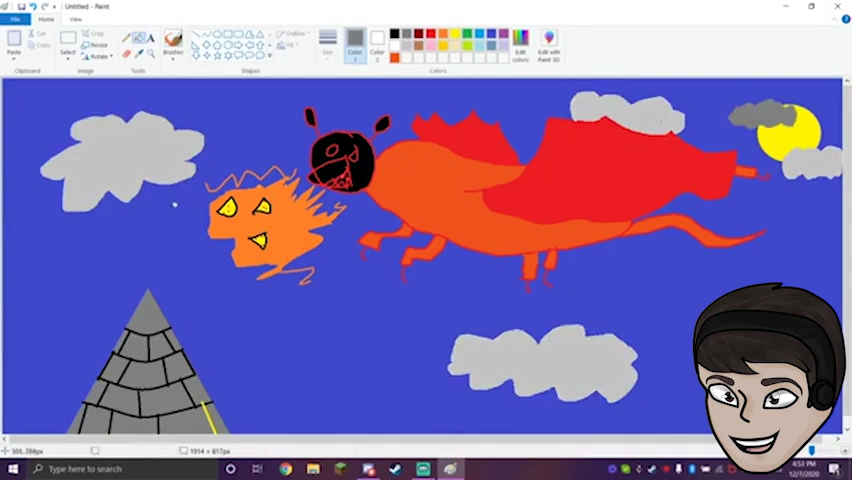 Untitled - Paint
File
Home
View
Paste
Cut
Copy
Clipboard
Select
Crop
Resize
Rotate
Image
Tools
Brushes
Shapes
Outline
Fill
Size
Color
1
Color
2
Colors
Edit
colors
Edit with
Paint 3D
300, 288px
1914 × 817px
Type here to search
4:53 PM
12/7/2020